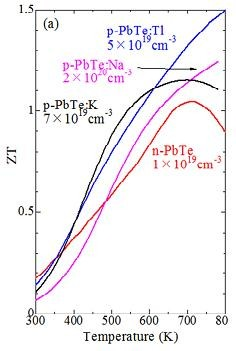 (a)
p-PbTe:Tl
5×10¹⁹cm⁻³
p-PbTe:Na
2×10²⁰cm⁻³
p-PbTe:K
7×10¹⁹cm⁻³
n-PbTe
1×10¹⁹cm⁻³
1.5
1
0.5
0
ZT
300 400 500 600 700 80
Temperature (K)